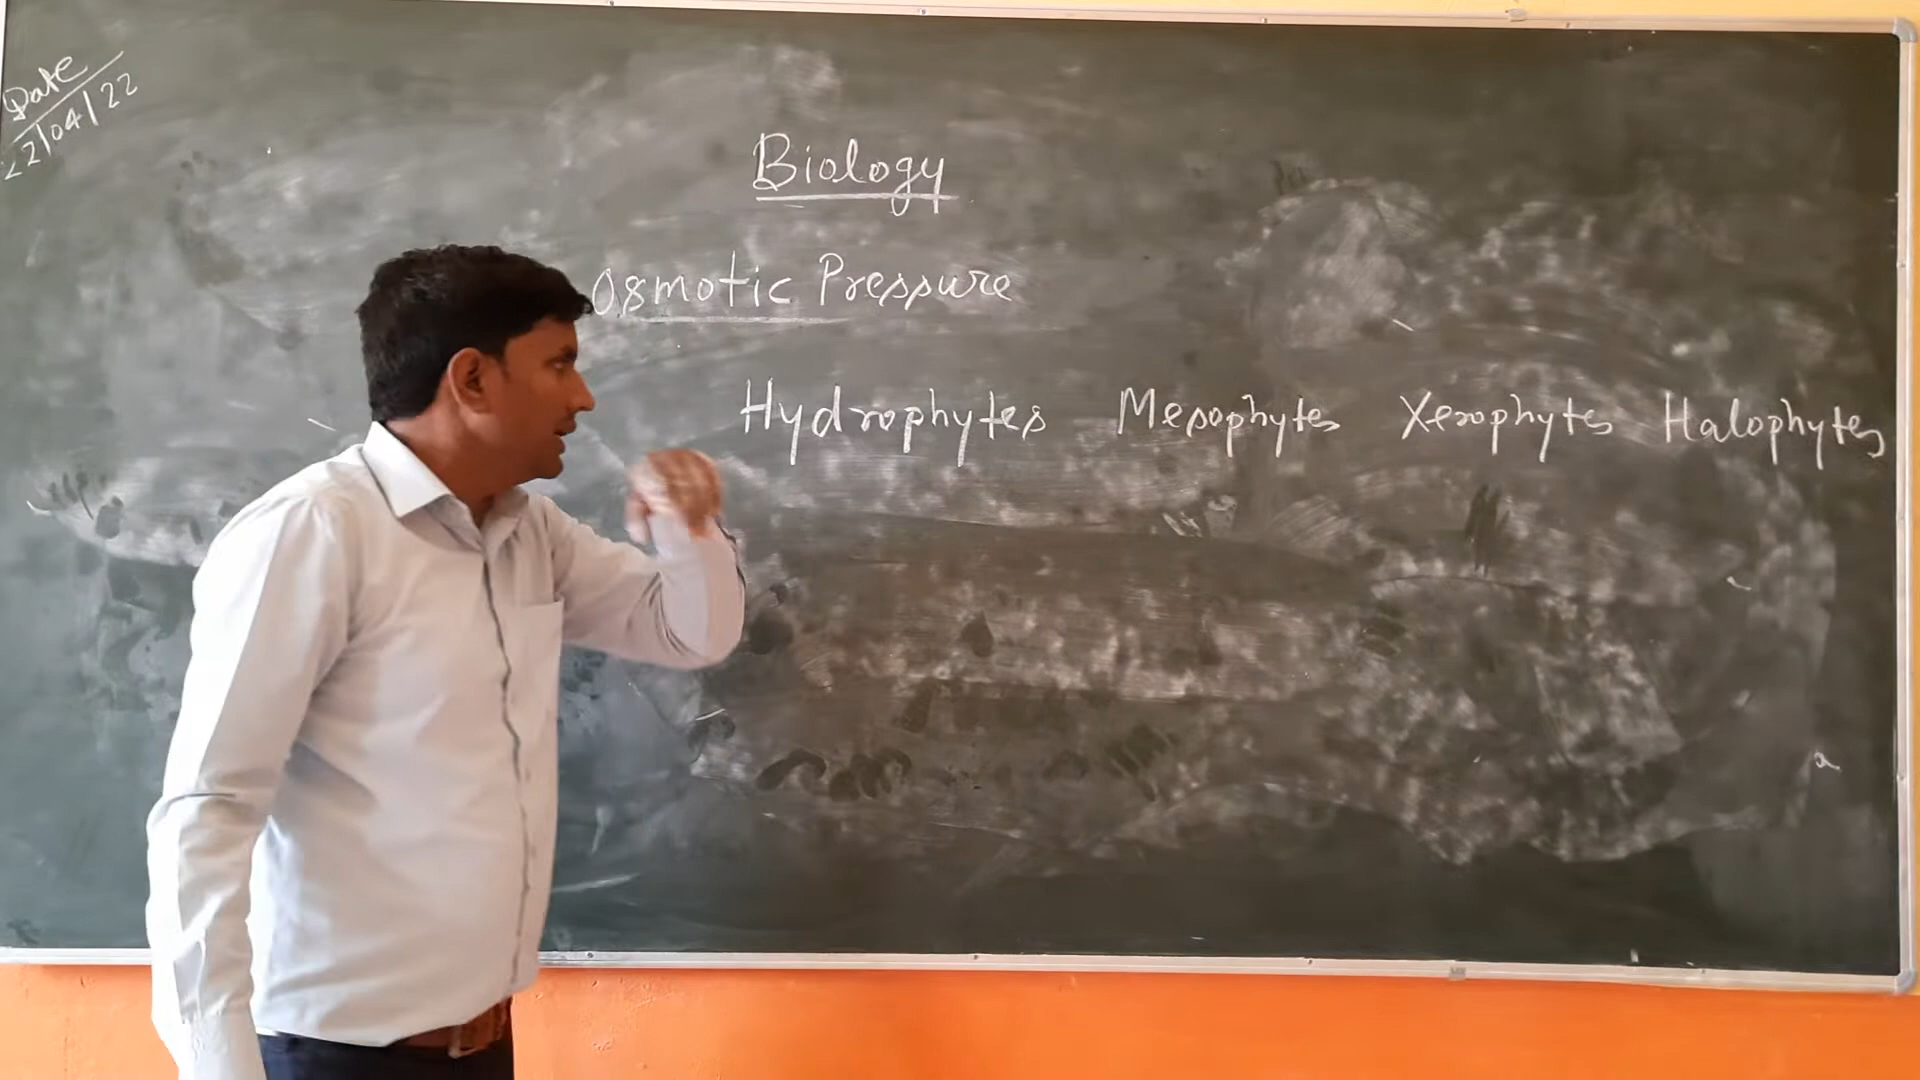 Date
22/04/22
Biology
Osmotic Pressure
Hydrophytes Mesophytes Xerophytes Halophytes
a